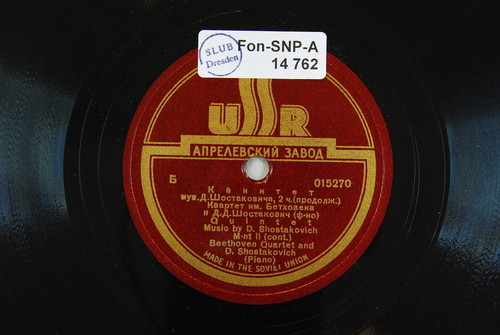 SLUB
Dresden
Fon-SNP-A
14 762
USSR
АПРЕЛЕВСКИЙ ЗАВОД
Б 015270
Квинтет
муз. Д. Шостаковича, 2 ч. (продолж.)
Квартет им. Бетховена
и Д.Д. Шостакович (ф-но)
Quintet
Music by D. Shostakovich
M-nt II (cont.)
Beethoven Quartet and
D. Shostakovich
(Piano)
MADE IN THE SOVIET UNION